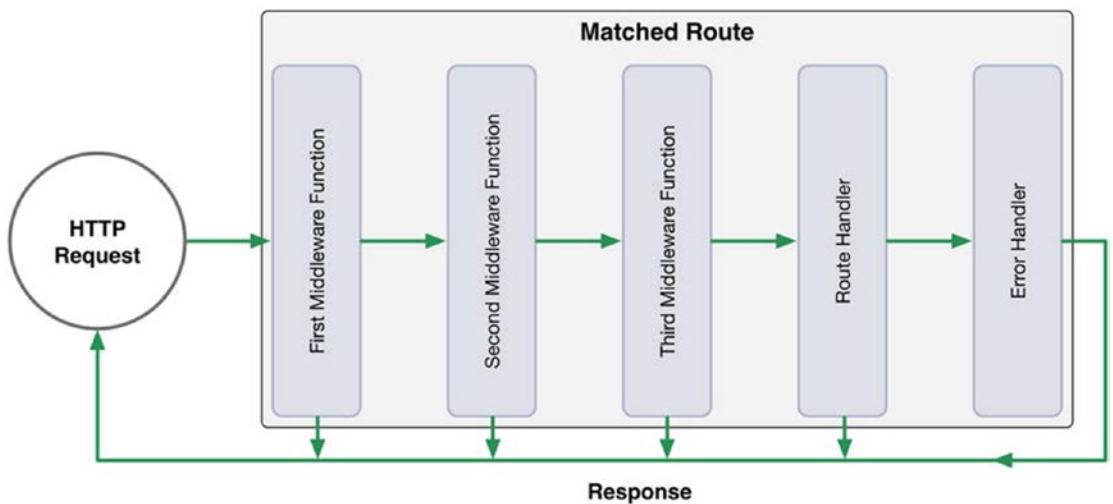 Matched Route
HTTP
Request
First Middleware Function
Second Middleware Function
Third Middleware Function
Route Handler
Error Handler
Response